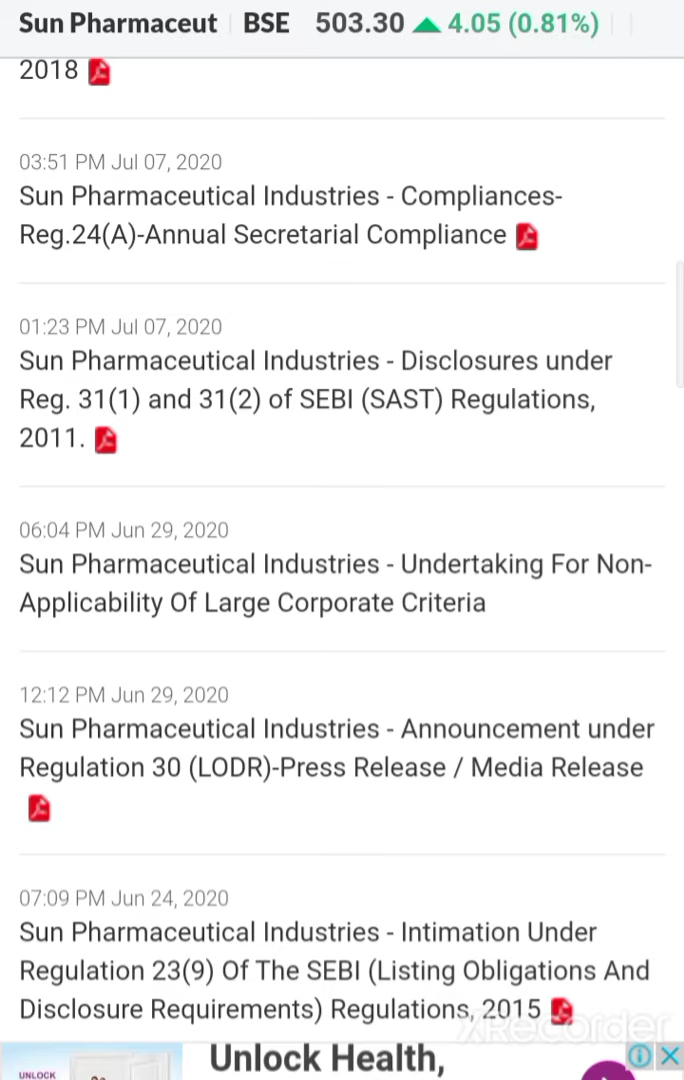 Sun Pharmaceut BSE 503.30 4.05 (0.81%)
2018
03:51 PM Jul 07, 2020
Sun Pharmaceutical Industries - Compliances-
Reg.24(A)-Annual Secretarial Compliance
01:23 PM Jul 07, 2020
Sun Pharmaceutical Industries - Disclosures under
Reg. 31(1) and 31(2) of SEBI (SAST) Regulations,
2011.
06:04 PM Jun 29, 2020
Sun Pharmaceutical Industries - Undertaking For Non-
Applicability Of Large Corporate Criteria
12:12 PM Jun 29, 2020
Sun Pharmaceutical Industries - Announcement under
Regulation 30 (LODR)-Press Release / Media Release
07:09 PM Jun 24, 2020
Sun Pharmaceutical Industries - Intimation Under
Regulation 23(9) Of The SEBI (Listing Obligations And
Disclosure Requirements) Regulations, 2015
XRecorder
Unlock Health,
UNLOCK